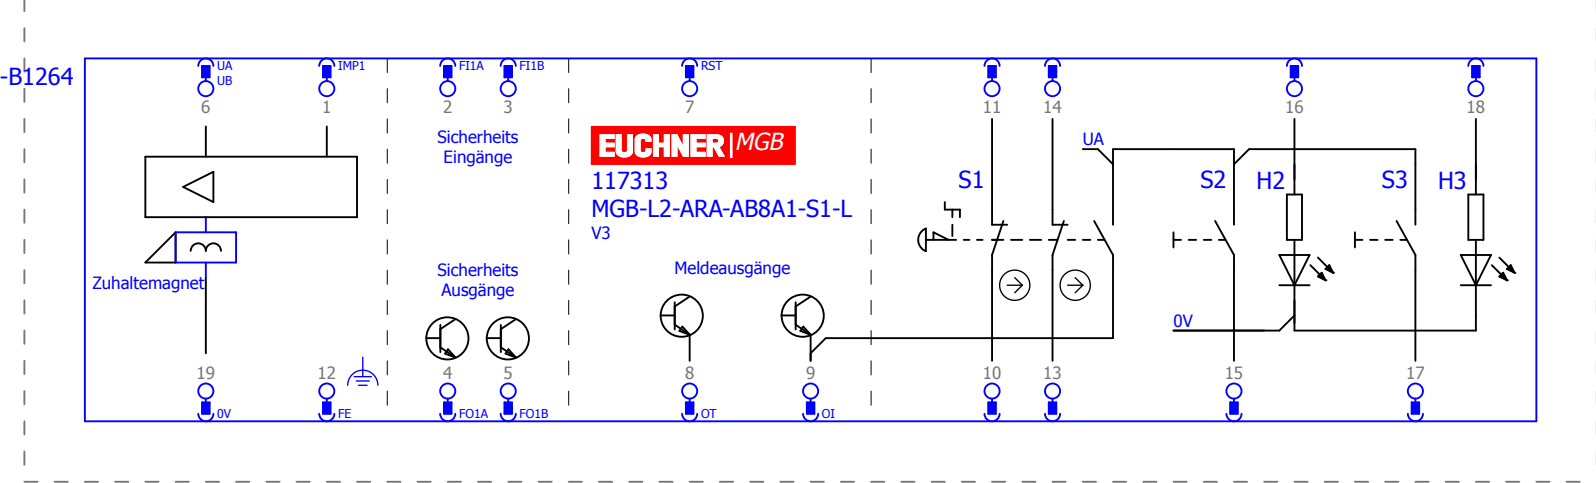 -B1264
UA
UB
IMP1
FI1A
FI1B
RST
6
1
2
3
7
11
14
16
18
Sicherheits
Eingänge
EUCHNER|MGB
117313
MGB-L2-ARA-AB8A1-S1-L
V3
UA
S1
S2
H2
S3
H3
Zuhaltemagnet
Sicherheits
Ausgänge
Meldeausgänge
0V
19
12
4
5
8
9
10
13
15
17
0V
FE
FO1A
FO1B
OT
OI